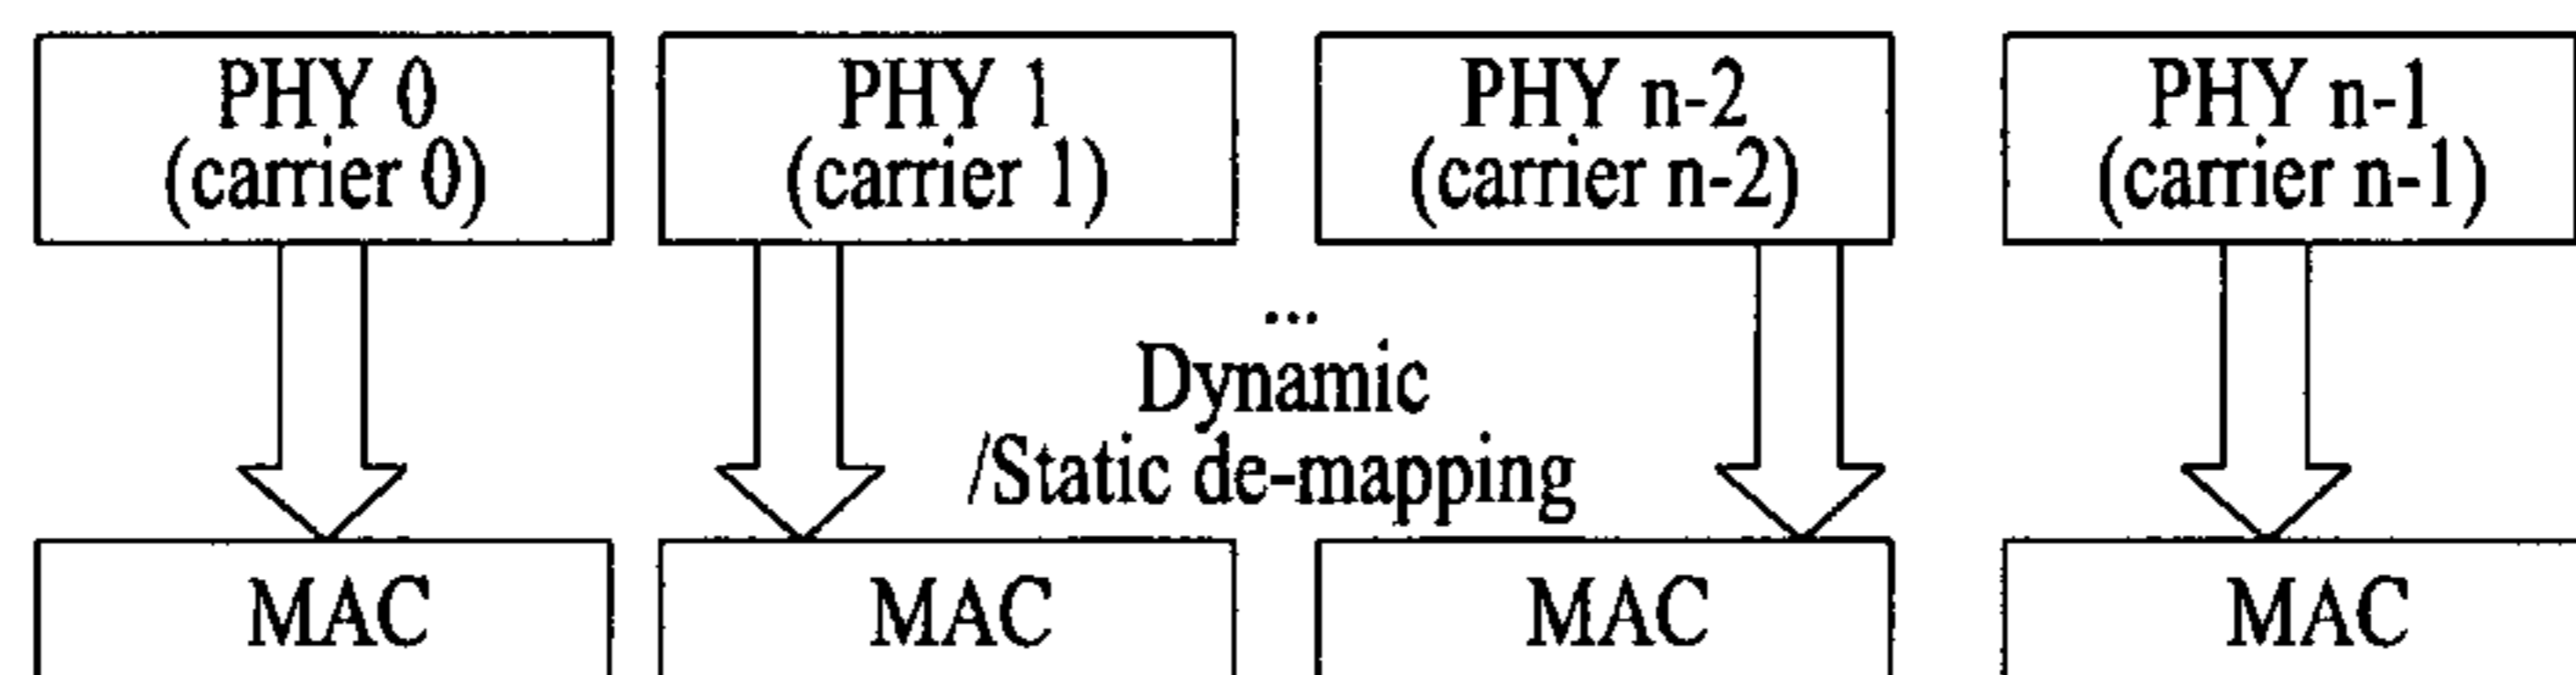 PHY 0
(carrier 0)
PHY 1
(carrier 1)
PHY n-2
(carrier n-2)
PHY n-1
(carrier n-1)
...
Dynamic
/Static de-mapping
MAC
MAC
MAC
MAC